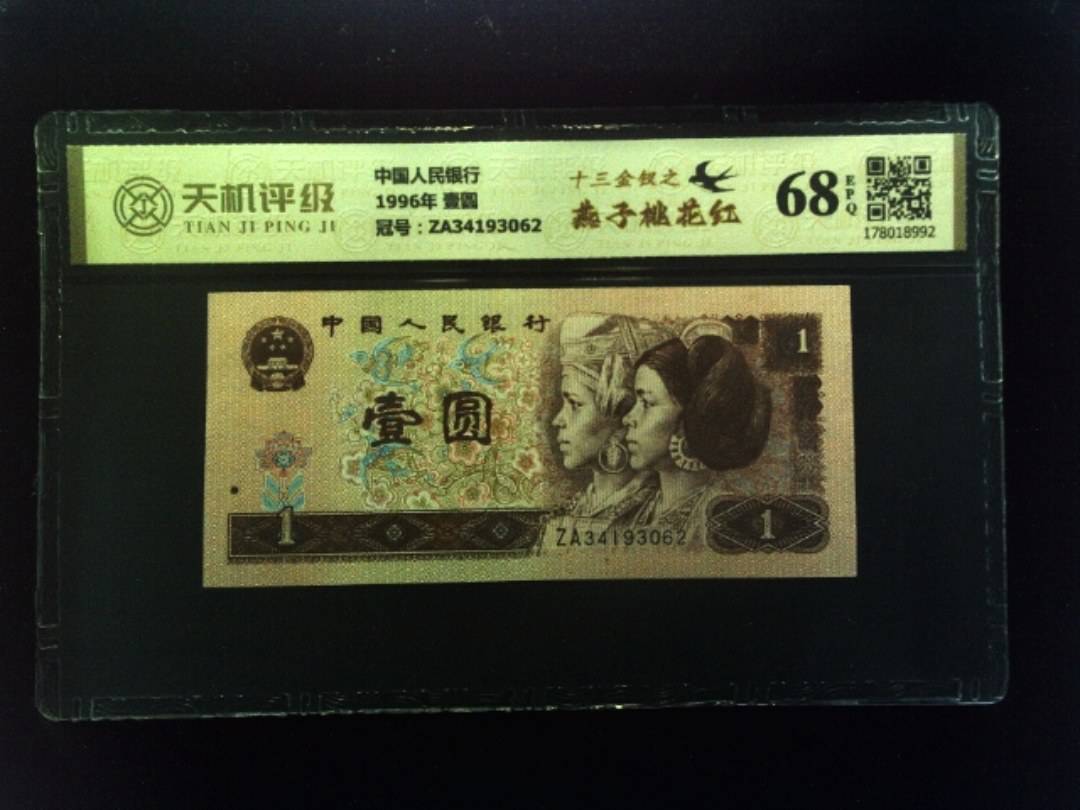 天机评级
TIAN JI PING JI
中国人民银行
1996年 壹圆
冠号：ZA34193062
十三金钗之
燕子桃花红
68
EPQ
178018992
中國人民銀行
1
壹圆
1
ZA34193062
1